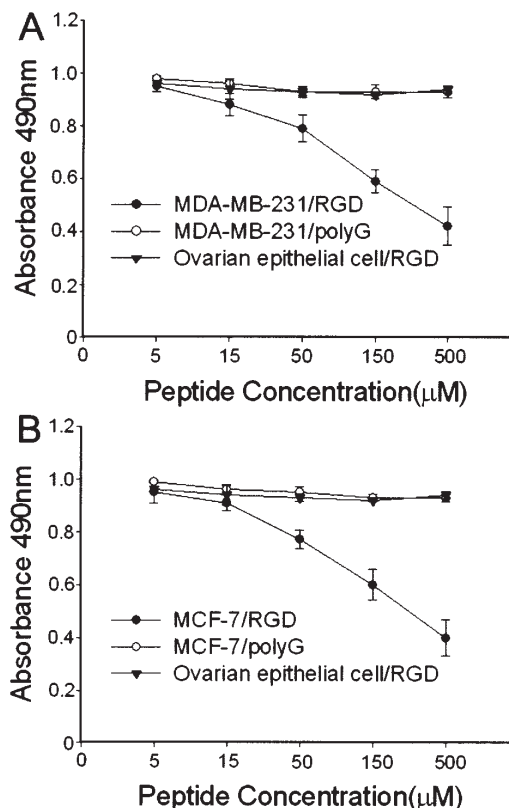 A
1.2
1.0
0.8
0.6
0.4
0.2
0
Absorbance 490nm
MDA-MB-231/RGD
MDA-MB-231/polyG
Ovarian epithelial cell/RGD
0 5 15 50 150 500
Peptide Concentration(μM)
B
1.2
1.0
0.8
0.6
0.4
0.2
0
Absorbance 490nm
MCF-7/RGD
MCF-7/polyG
Ovarian epithelial cell/RGD
0 5 15 50 150 500
Peptide Concentration(μM)